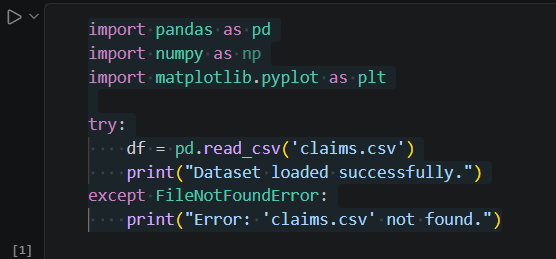 import pandas as pd
import numpy as np
import matplotlib.pyplot as plt
try:
    df = pd.read_csv('claims.csv')
    print("Dataset loaded successfully.")
except FileNotFoundError:
    print("Error: 'claims.csv' not found.")
[1]